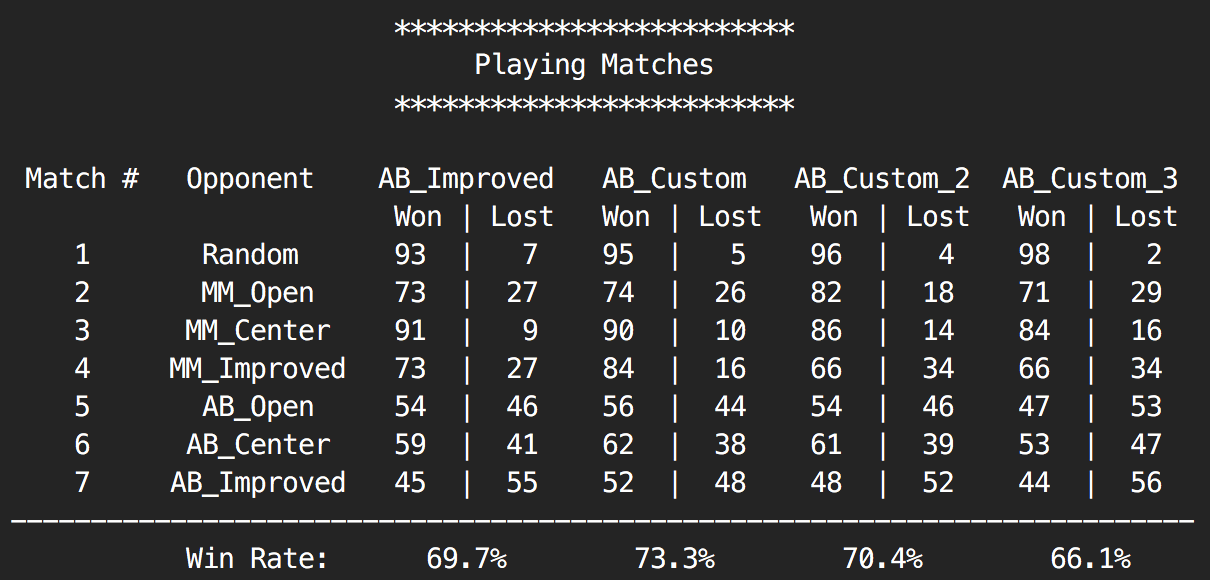 *************************
Playing Matches
*************************
Match # Opponent AB_Improved AB_Custom AB_Custom_2 AB_Custom_3
Won | Lost Won | Lost Won | Lost Won | Lost
1 Random 93 | 7 95 | 5 96 | 4 98 | 2
2 MM_Open 73 | 27 74 | 26 82 | 18 71 | 29
3 MM_Center 91 | 9 90 | 10 86 | 14 84 | 16
4 MM_Improved 73 | 27 84 | 16 66 | 34 66 | 34
5 AB_Open 54 | 46 56 | 44 54 | 46 47 | 53
6 AB_Center 59 | 41 62 | 38 61 | 39 53 | 47
7 AB_Improved 45 | 55 52 | 48 48 | 52 44 | 56
--------------------------------------------------------------------------
Win Rate: 69.7% 73.3% 70.4% 66.1%